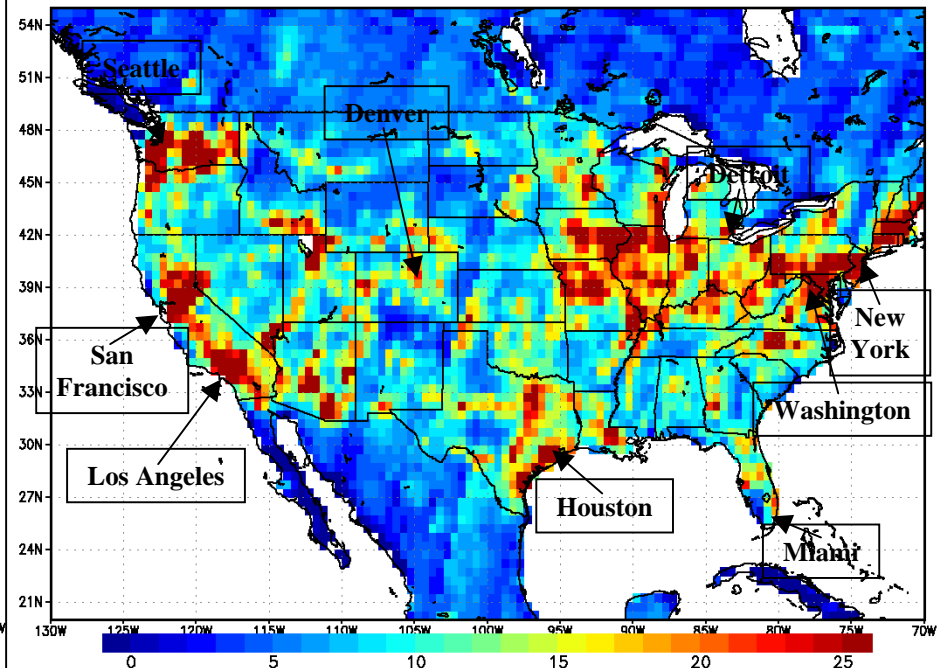 54N
Seattle
51N
Denver
48N
45N
Detroit
42N
39N
36N
San
Francisco
New
York
33N
Washington
30N
Los Angeles
27N
Houston
24N
Miami
21N
130W 125W 120W 115W 110W 105W 100W 95W 90W 85W 80W 75W 70W
0 5 10 15 20 25